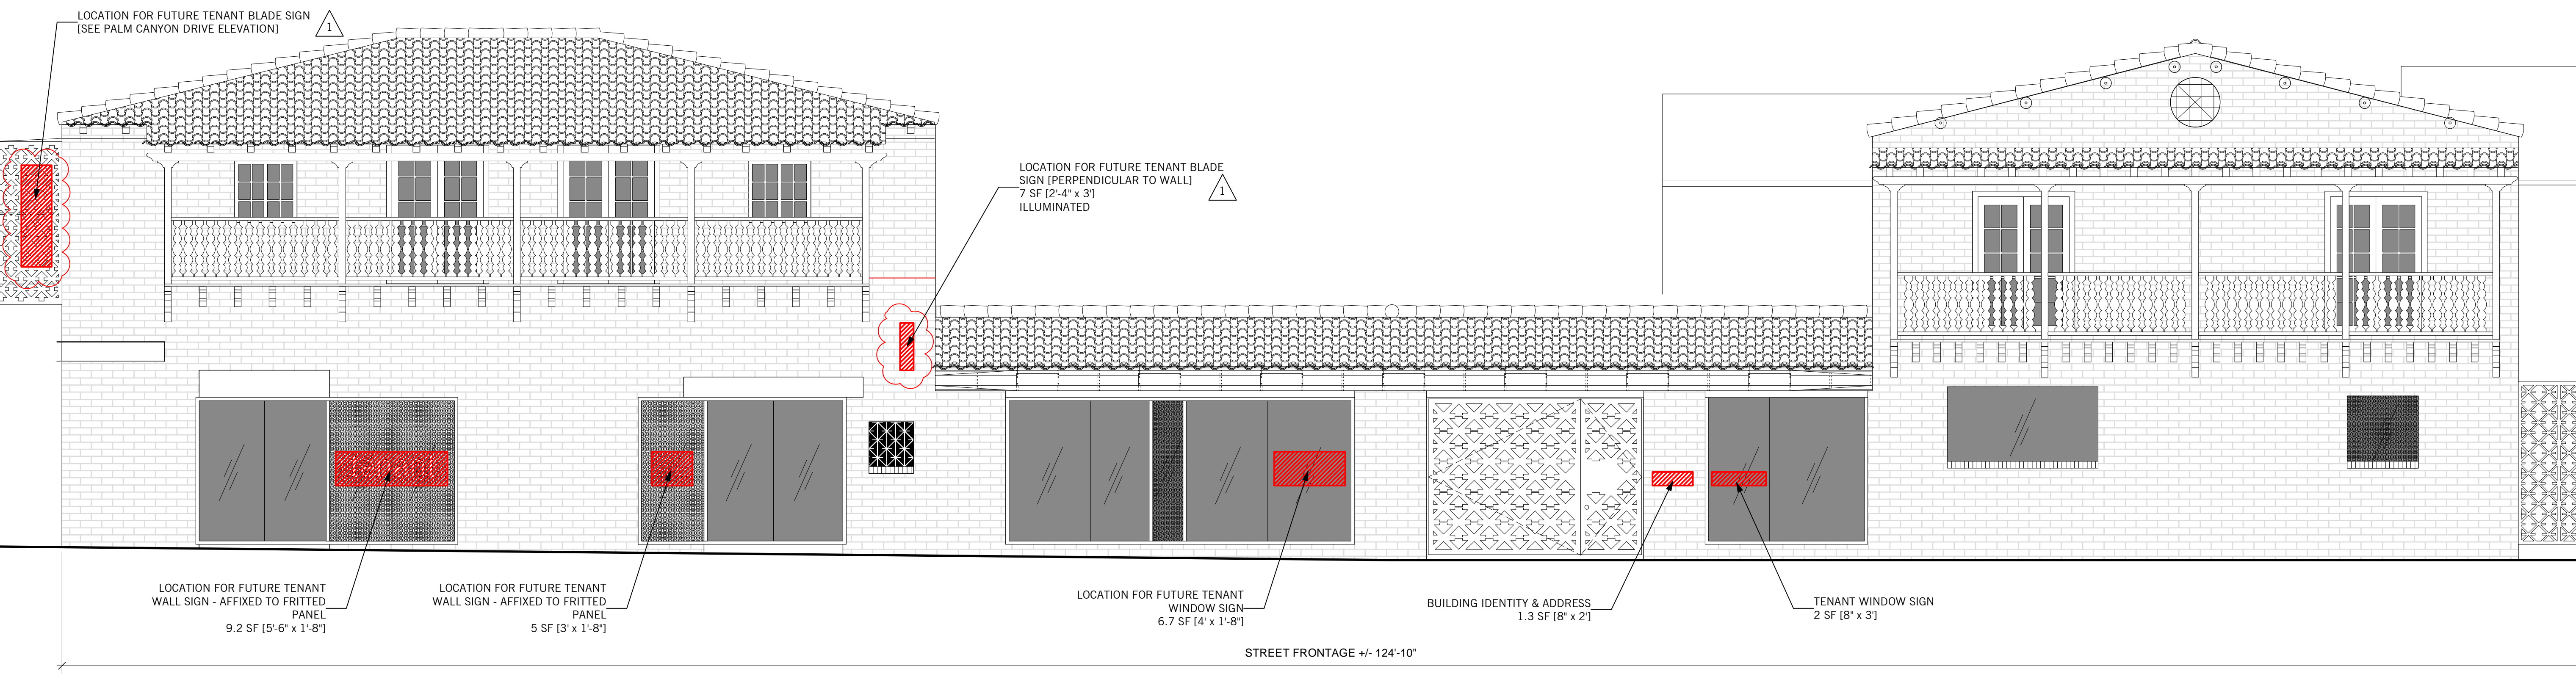 LOCATION FOR FUTURE TENANT BLADE SIGN
[SEE PALM CANYON DRIVE ELEVATION]
1
LOCATION FOR FUTURE TENANT BLADE
SIGN [PERPENDICULAR TO WALL]
7 SF [2'-4" x 3']
ILLUMINATED
1
LOCATION FOR FUTURE TENANT
WALL SIGN - AFFIXED TO FRITTED
PANEL
9.2 SF [5'-6" x 1'-8"]
LOCATION FOR FUTURE TENANT
WALL SIGN - AFFIXED TO FRITTED
PANEL
5 SF [3' x 1'-8"]
LOCATION FOR FUTURE TENANT
WINDOW SIGN
6.7 SF [4' x 1'-8"]
BUILDING IDENTITY & ADDRESS
1.3 SF [8" x 2']
TENANT WINDOW SIGN
2 SF [8" x 3']
STREET FRONTAGE +/- 124'-10"